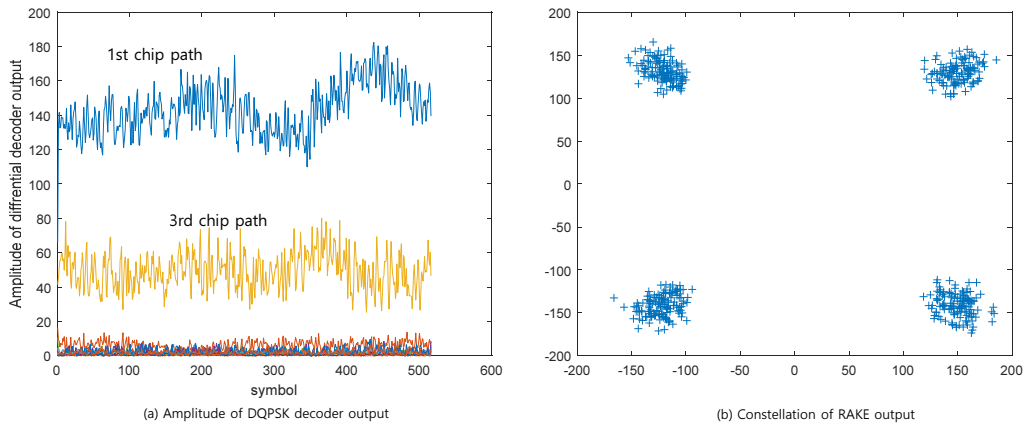 200
180
160
140
120
100
80
60
40
20
0
Amplitude of diffrential decoder output
1st chip path
3rd chip path
0 100 200 300 400 500 600
symbol
(a) Amplitude of DQPSK decoder output
200
150
100
50
0
-50
-100
-150
-200
-200 -150 -100 -50 0 50 100 150 200
(b) Constellation of RAKE output